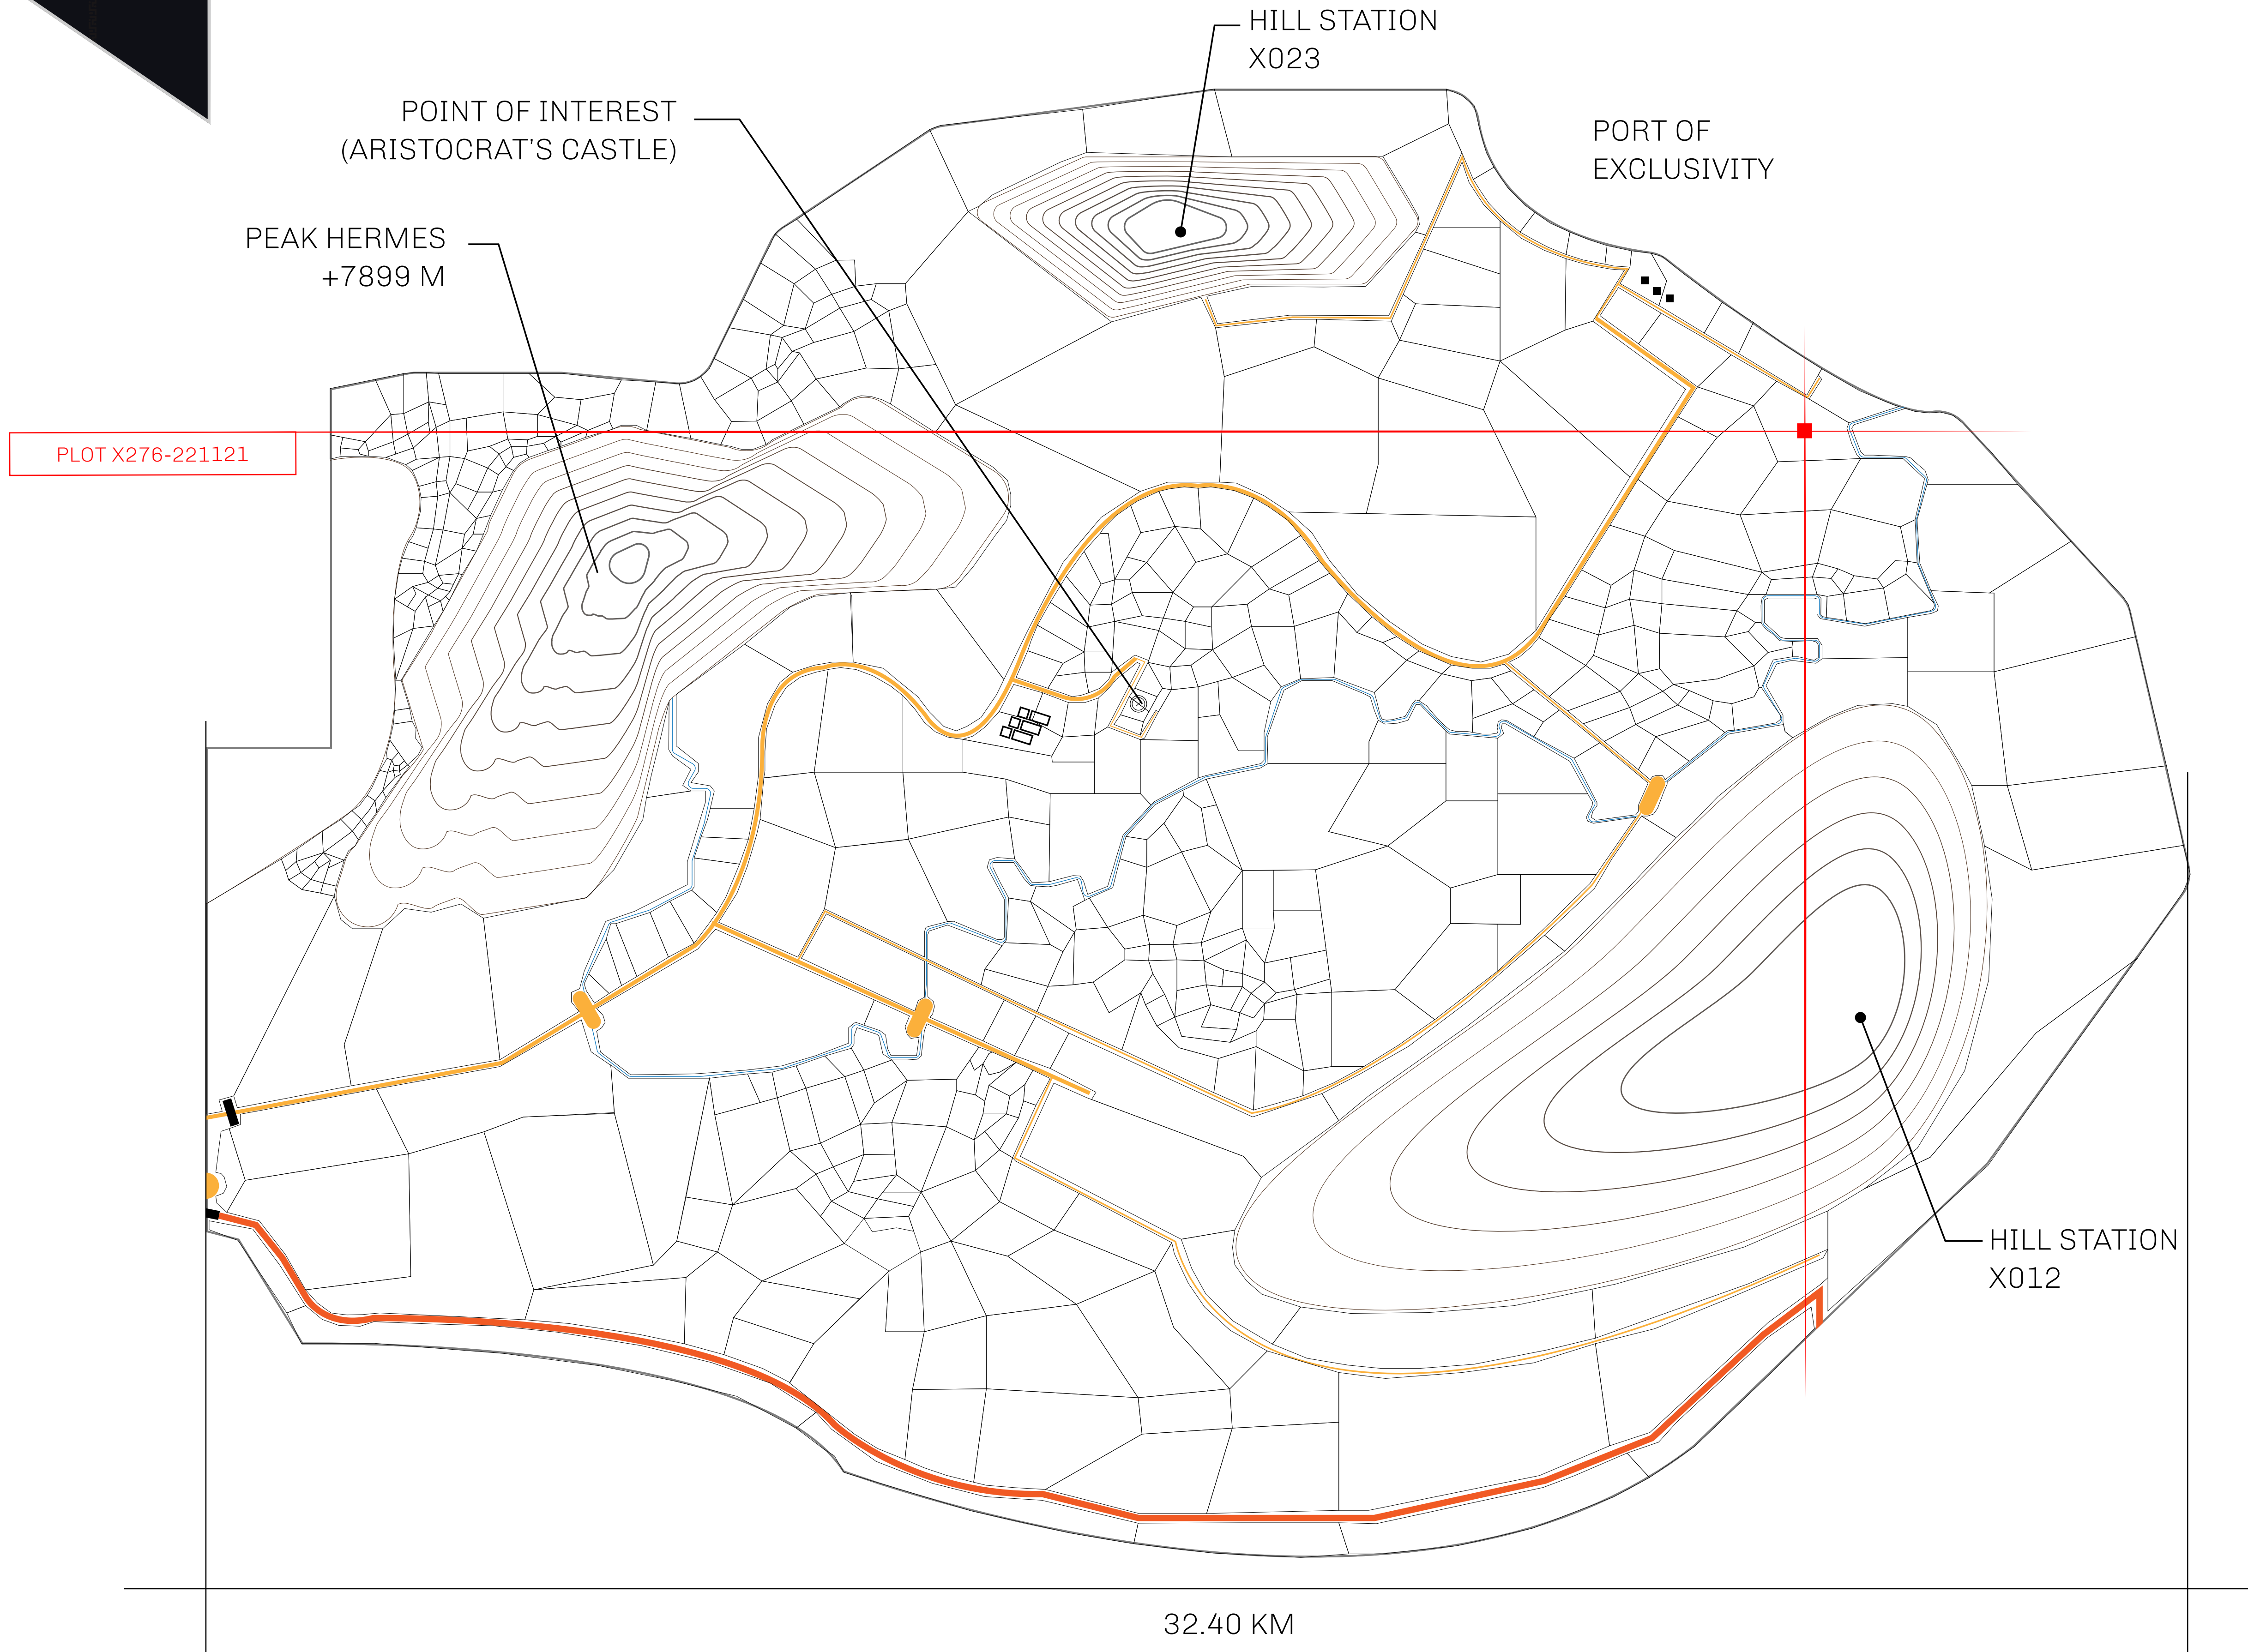 HILL STATION
X023
POINT OF INTEREST
(ARISTOCRAT'S CASTLE)
PORT OF
EXCLUSIVITY
PEAK HERMES
+7899 M
PLOT X276-221121
HILL STATION
X012
32.40 KM